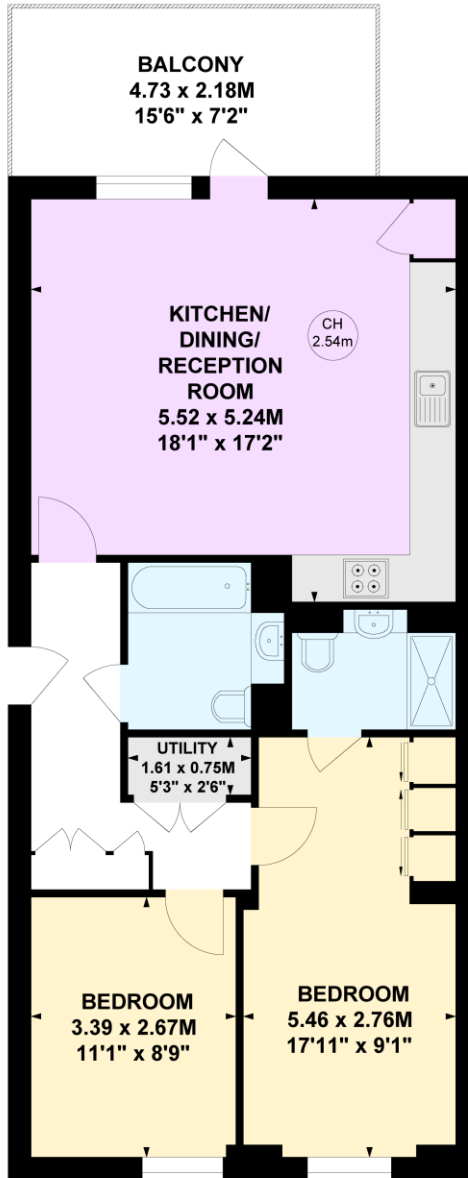 BALCONY
4.73 x 2.18M
15'6" x 7'2"
KITCHEN/
DINING/
RECEPTION
ROOM
5.52 x 5.24M
18'1" x 17'2"
CH
2.54m
UTILITY
1.61 x 0.75M
5'3" x 2'6"
BEDROOM
3.39 x 2.67M
11'1" x 8'9"
BEDROOM
5.46 x 2.76M
17'11" x 9'1"